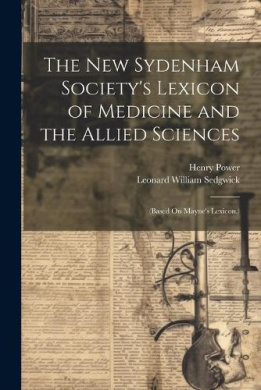 The New Sydenham
Society's Lexicon
of Medicine and
the Allied Sciences
Henry Power
Leonard William Sedgwick
(Based On Mayne's Lexicon.)